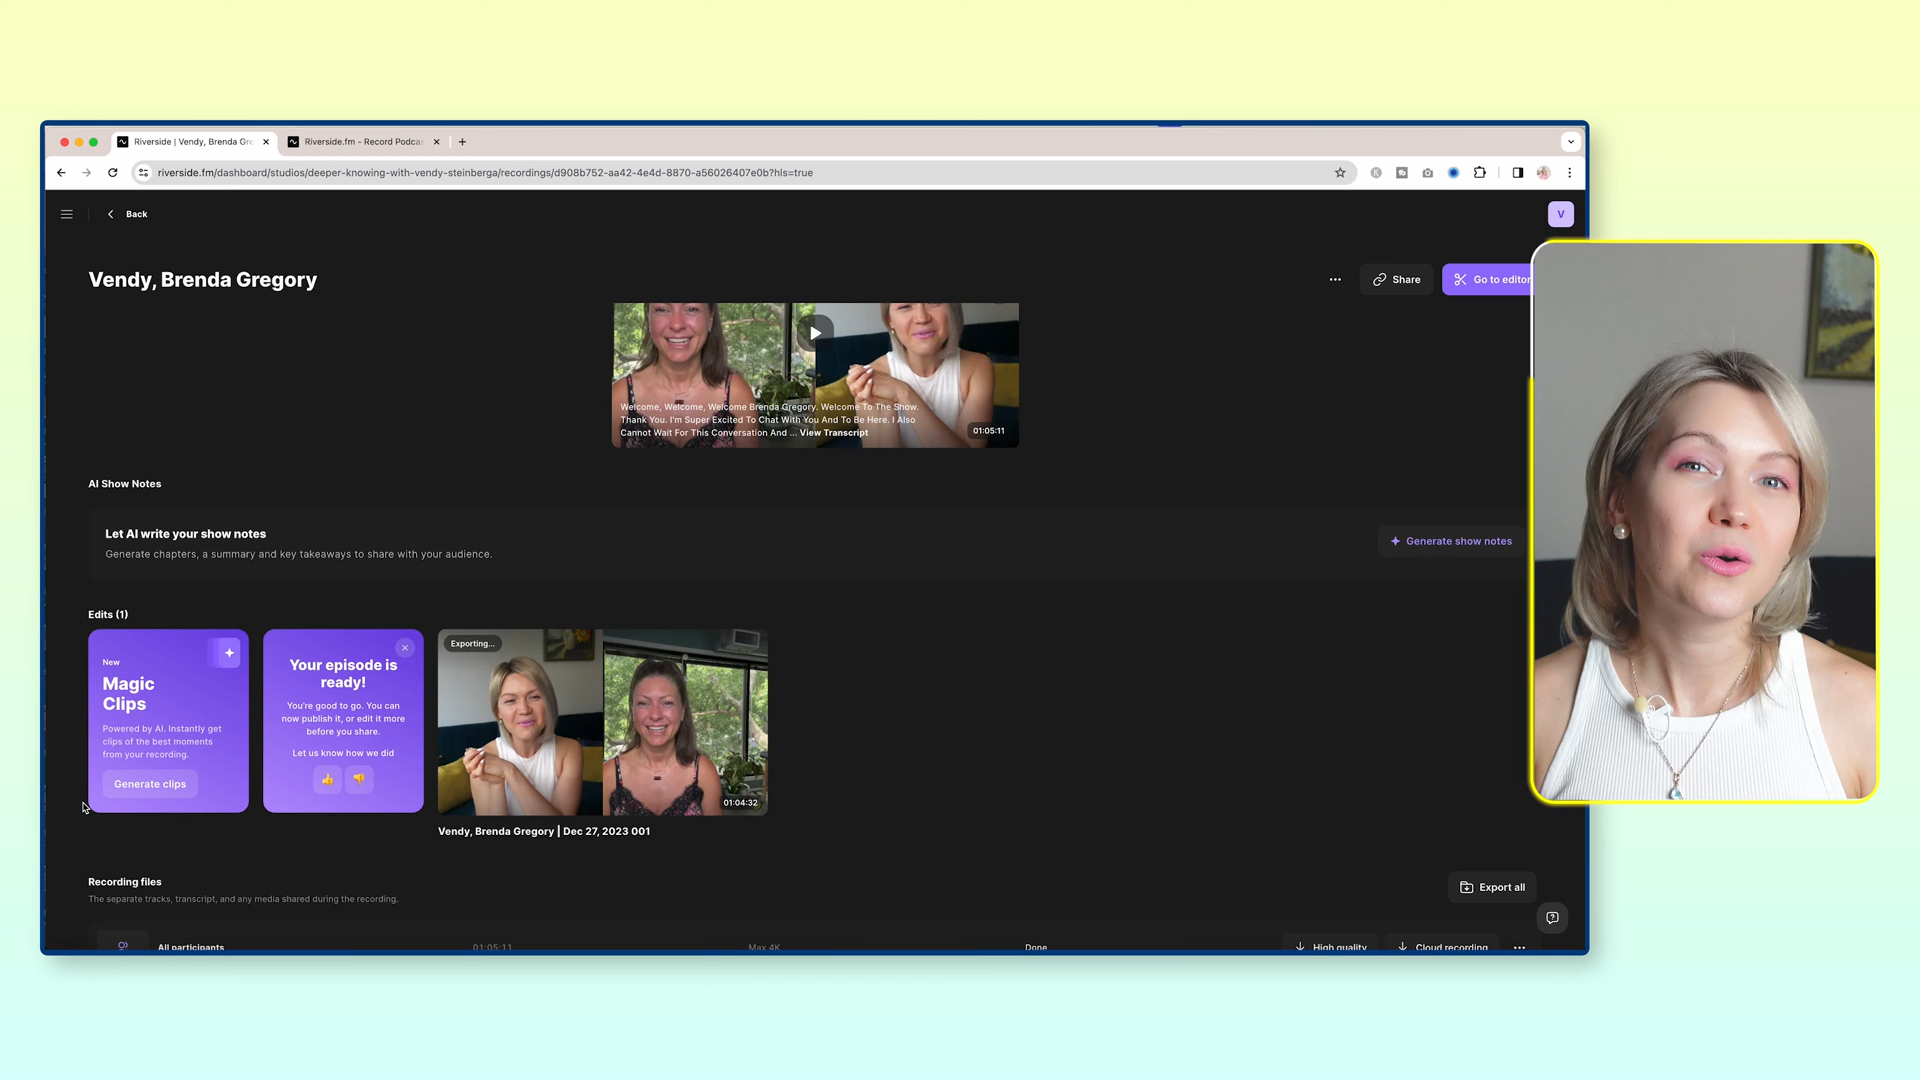 Riverside | Vendy, Brenda Gre
Riverside.fm - Record Podcas
riverside.fm/dashboard/studios/deeper-knowing-with-vendy-steinberga/recordings/d908b752-aa42-4e4d-8870-a56026407e0b?hls=true
Back
V
Vendy, Brenda Gregory
Share
Go to editor
Welcome, Welcome, Welcome Brenda Gregory. Welcome To The Show.
Thank You. I'm Super Excited To Chat With You And To Be Here. I Also
Cannot Wait For This Conversation And ... View Transcript
01:05:11
AI Show Notes
Let AI write your show notes
Generate chapters, a summary and key takeaways to share with your audience.
Generate show notes
Edits (1)
New
Magic
Clips
Powered by AI. Instantly get
clips of the best moments
from your recording.
Generate clips
Your episode is
ready!
You're good to go. You can
now publish it, or edit it more
before you share.
Let us know how we did
Exporting...
01:04:32
Vendy, Brenda Gregory | Dec 27, 2023 001
Recording files
The separate tracks, transcript, and any media shared during the recording.
Export all
All participants
01:05:11
Max 4K
Done
High quality
Cloud recording